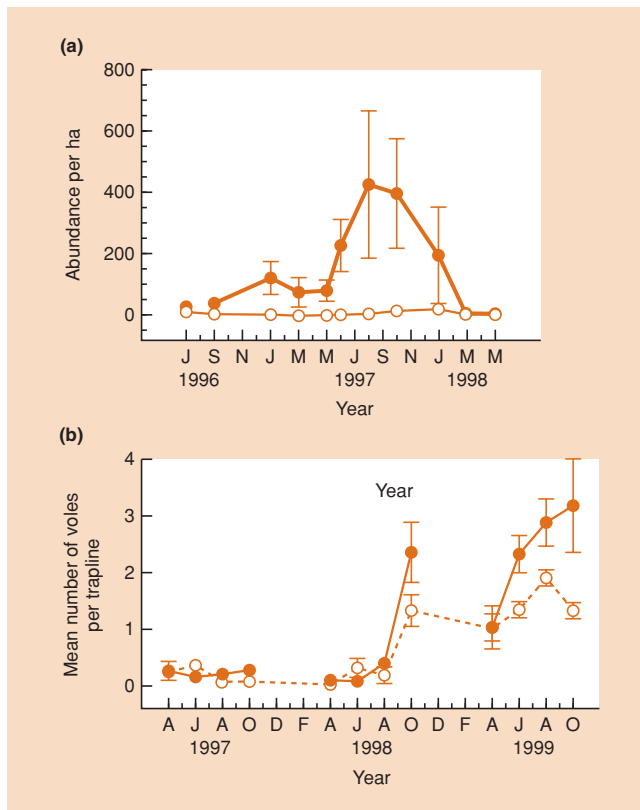 (a)
800
600
400
200
0
Abundance per ha
J S N J M M J S N J M M
1996 1997 1998
Year
(b)
4
3
2
1
0
Mean number of voles
per trapline
Year
A J A O D F A J A O D F A J A O
1997 1998 1999
Year